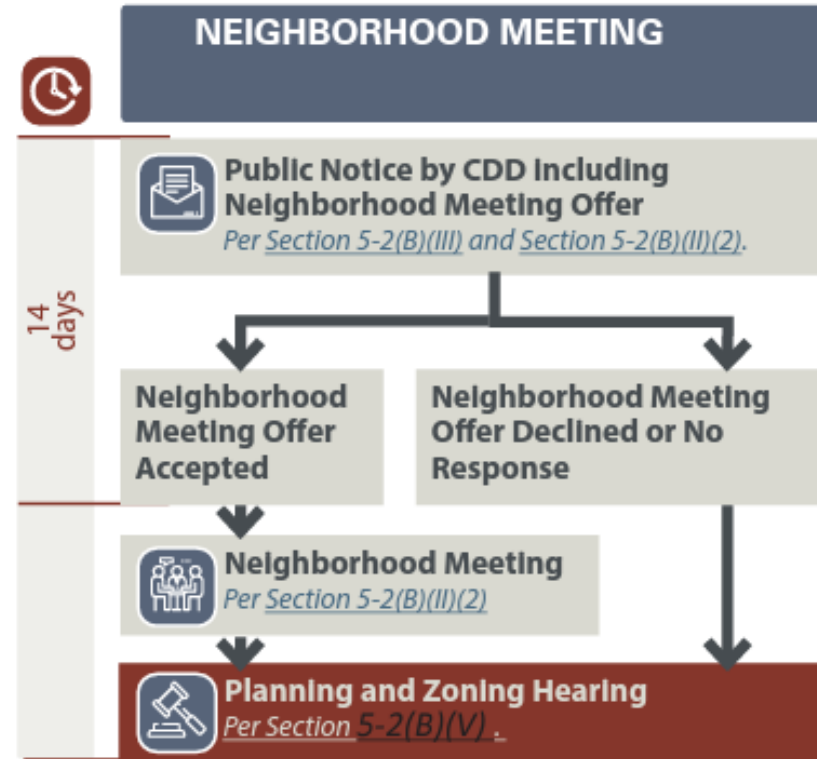 NEIGHBORHOOD MEETING
Public Notice by CDD Including
Neighborhood Meeting Offer
Per Section 5-2(B)(III) and Section 5-2(B)(II)(2).
14
days
Neighborhood
Meeting Offer
Accepted
Neighborhood Meeting
Offer Declined or No
Response
Neighborhood Meeting
Per Section 5-2(B)(II)(2)
Planning and Zoning Hearing
Per Section 5-2(B)(V) .